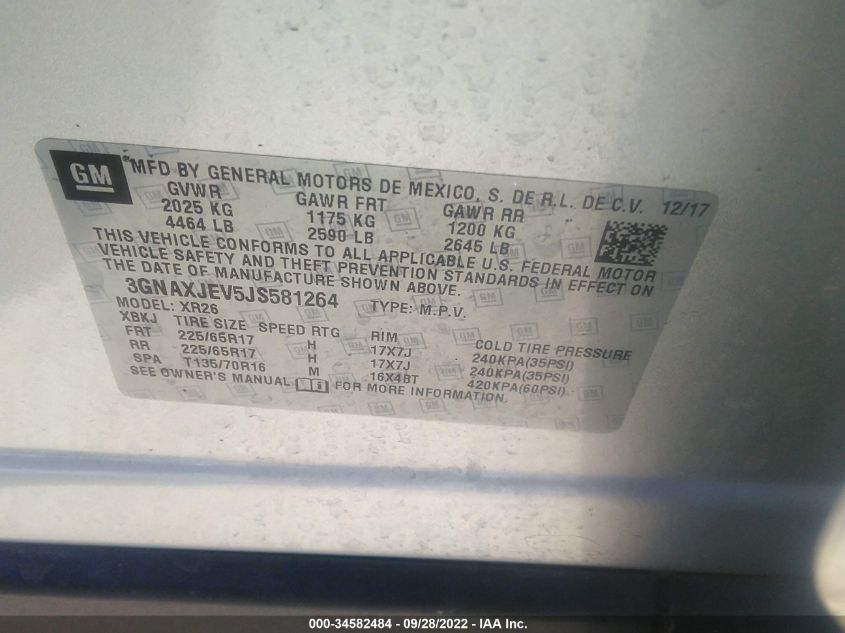 GM
MFD BY GENERAL MOTORS DE MEXICO, S. DE R.L. DE C.V. 12/17
GVWR GAWR FRT GAWR RR
2025 KG 1175 KG 1200 KG
4464 LB 2590 LB 2645 LB
THIS VEHICLE CONFORMS TO ALL APPLICABLE U.S. FEDERAL MOTOR
VEHICLE SAFETY AND THEFT PREVENTION STANDARDS IN EFFECT ON
THE DATE OF MANUFACTURE SHOWN ABOVE.
3GNAXJEV5JS581264 TYPE: M.P.V.
MODEL: XR26
XBKJ TIRE SIZE SPEED RTG RIM COLD TIRE PRESSURE
FRT 225/65R17 H 17X7J 240KPA(35PSI)
RR 225/65R17 H 17X7J 240KPA(35PSI)
SPA T135/70R16 M 16X4BT 420KPA(60PSI)
SEE OWNER'S MANUAL FOR MORE INFORMATION.
000-34582484 - 09/28/2022 - IAA Inc.